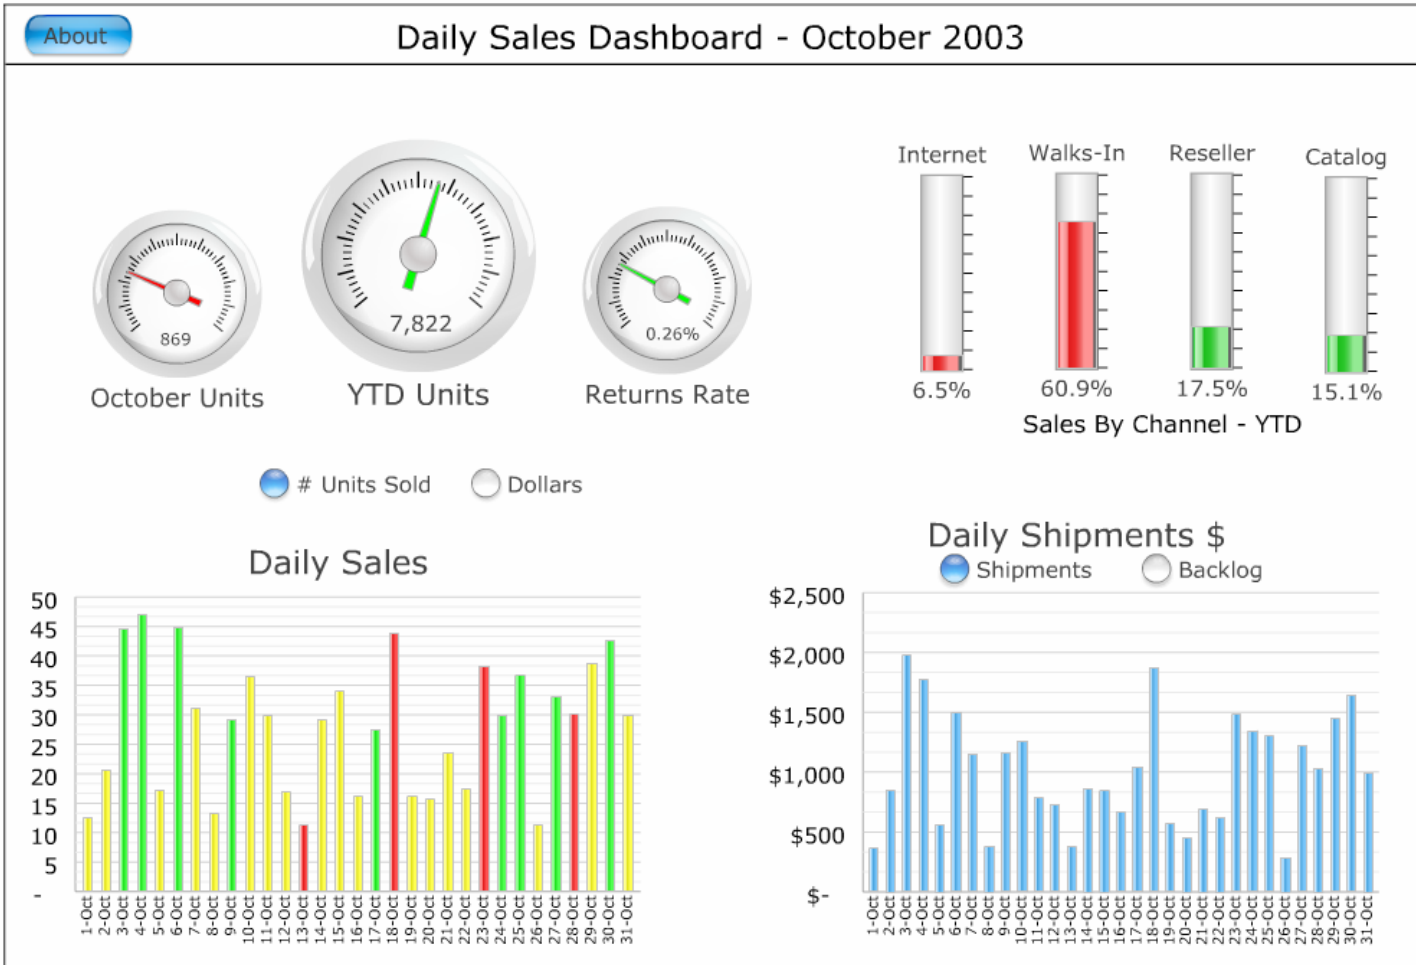 About
Daily Sales Dashboard - October 2003
869
October Units
7,822
YTD Units
0.26%
Returns Rate
Internet
Walks-In
Reseller
Catalog
6.5%
60.9%
17.5%
15.1%
Sales By Channel - YTD
# Units Sold
Dollars
Daily Sales
50
45
40
35
30
25
20
15
10
5
-
1-Oct
2-Oct
3-Oct
4-Oct
5-Oct
6-Oct
7-Oct
8-Oct
9-Oct
10-Oct
11-Oct
12-Oct
13-Oct
14-Oct
15-Oct
16-Oct
17-Oct
18-Oct
19-Oct
20-Oct
21-Oct
22-Oct
23-Oct
24-Oct
25-Oct
26-Oct
27-Oct
28-Oct
29-Oct
30-Oct
31-Oct
Daily Shipments $
Shipments
Backlog
$2,500
$2,000
$1,500
$1,000
$500
$-
1-Oct
2-Oct
3-Oct
4-Oct
5-Oct
6-Oct
7-Oct
8-Oct
9-Oct
10-Oct
11-Oct
12-Oct
13-Oct
14-Oct
15-Oct
16-Oct
17-Oct
18-Oct
19-Oct
20-Oct
21-Oct
22-Oct
23-Oct
24-Oct
25-Oct
26-Oct
27-Oct
28-Oct
29-Oct
30-Oct
31-Oct